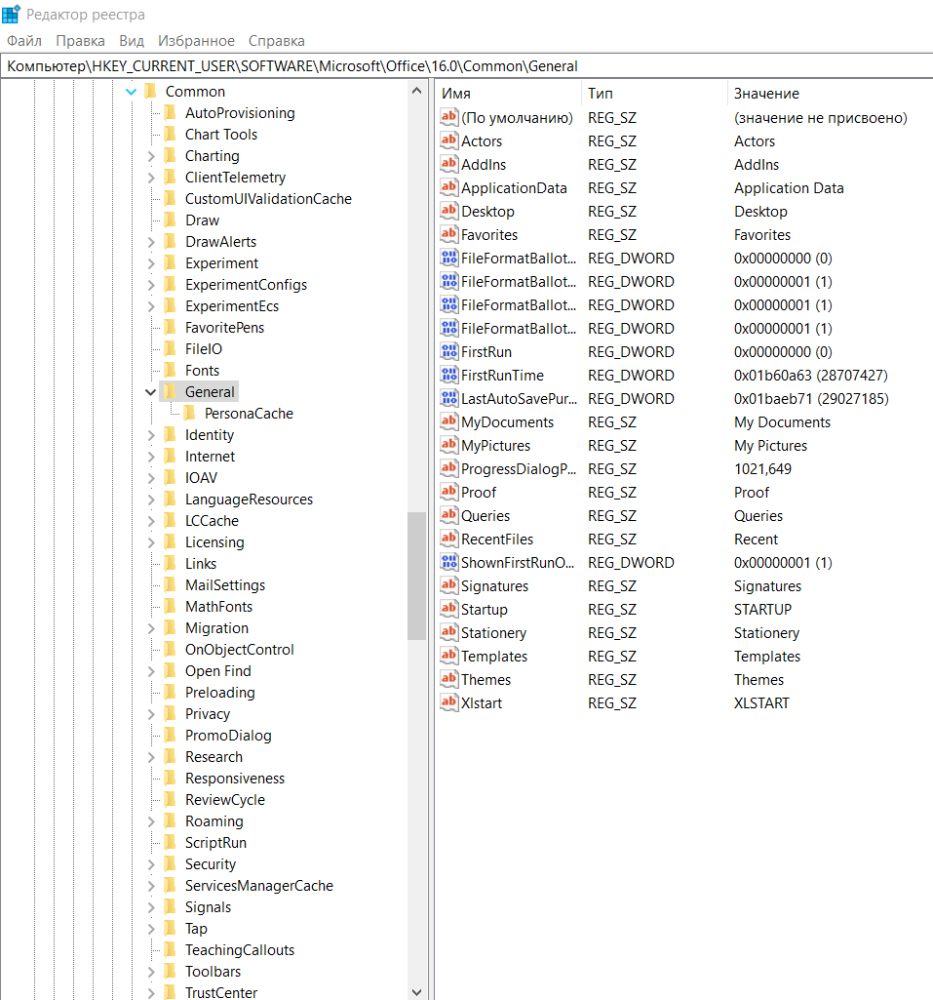 Редактор реестра
Файл Правка Вид Избранное Справка
Компьютер\HKEY_CURRENT_USER\SOFTWARE\Microsoft\Office\16.0\Common\General
Common
AutoProvisioning
Chart Tools
Charting
ClientTelemetry
CustomUIValidationCache
Draw
DrawAlerts
Experiment
ExperimentConfigs
ExperimentEcs
FavoritePens
FileIO
Fonts
General
PersonaCache
Identity
Internet
IOAV
LanguageResources
LCCache
Licensing
Links
MailSettings
MathFonts
Migration
OnObjectControl
Open Find
Preloading
Privacy
PromoDialog
Research
Responsiveness
ReviewCycle
Roaming
ScriptRun
Security
ServicesManagerCache
Signals
Tap
TeachingCallouts
Toolbars
TrustCenter
Имя Тип Значение
(По умолчанию) REG_SZ (значение не присвоено)
Actors REG_SZ Actors
AddIns REG_SZ AddIns
ApplicationData REG_SZ Application Data
Desktop REG_SZ Desktop
Favorites REG_SZ Favorites
FileFormatBallot... REG_DWORD 0x00000000 (0)
FileFormatBallot... REG_DWORD 0x00000001 (1)
FileFormatBallot... REG_DWORD 0x00000001 (1)
FileFormatBallot... REG_DWORD 0x00000001 (1)
FirstRun REG_DWORD 0x00000000 (0)
FirstRunTime REG_DWORD 0x01b60a63 (28707427)
LastAutoSavePur... REG_DWORD 0x01baeb71 (29027185)
MyDocuments REG_SZ My Documents
MyPictures REG_SZ My Pictures
ProgressDialogP... REG_SZ 1021,649
Proof REG_SZ Proof
Queries REG_SZ Queries
RecentFiles REG_SZ Recent
ShownFirstRunO... REG_DWORD 0x00000001 (1)
Signatures REG_SZ Signatures
Startup REG_SZ STARTUP
Stationery REG_SZ Stationery
Templates REG_SZ Templates
Themes REG_SZ Themes
Xlstart REG_SZ XLSTART